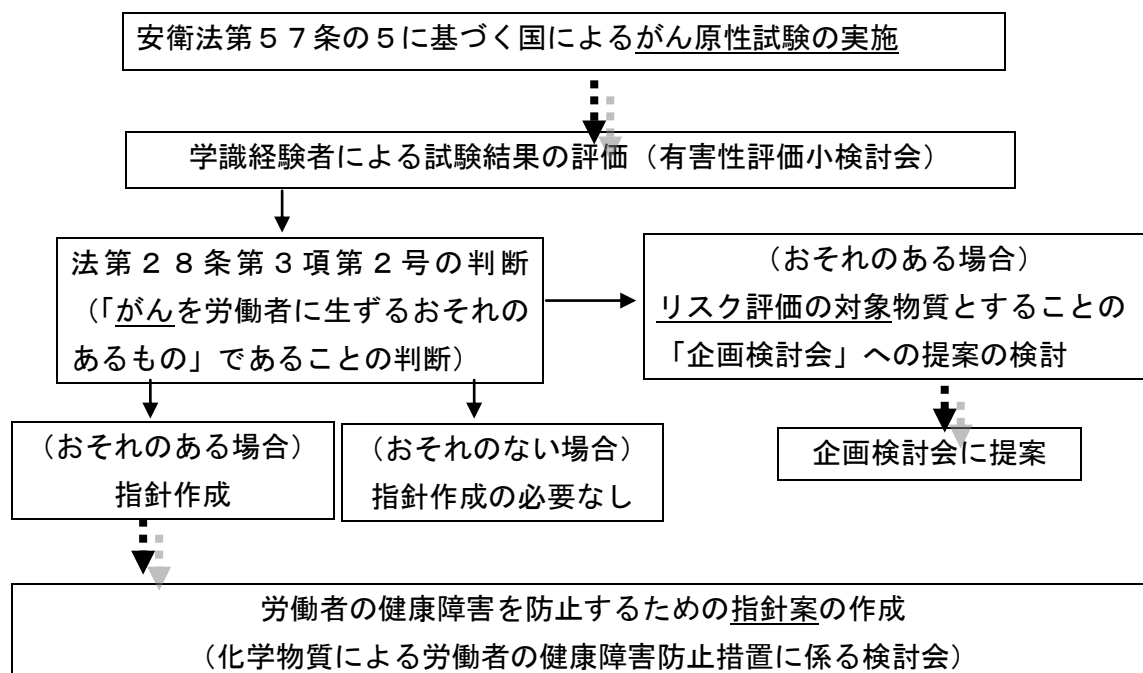 安衛法第５７条の５に基づく国によるがん原性試験の実施
学識経験者による試験結果の評価（有害性評価小検討会）
法第２８条第３項第２号の判断
（「がんを労働者に生ずるおそれの
あるもの」であることの判断）
（おそれのある場合）
リスク評価の対象物質とすることの
「企画検討会」への提案の検討
（おそれのある場合）
指針作成
（おそれのない場合）
指針作成の必要なし
企画検討会に提案
労働者の健康障害を防止するための指針案の作成
（化学物質による労働者の健康障害防止措置に係る検討会）